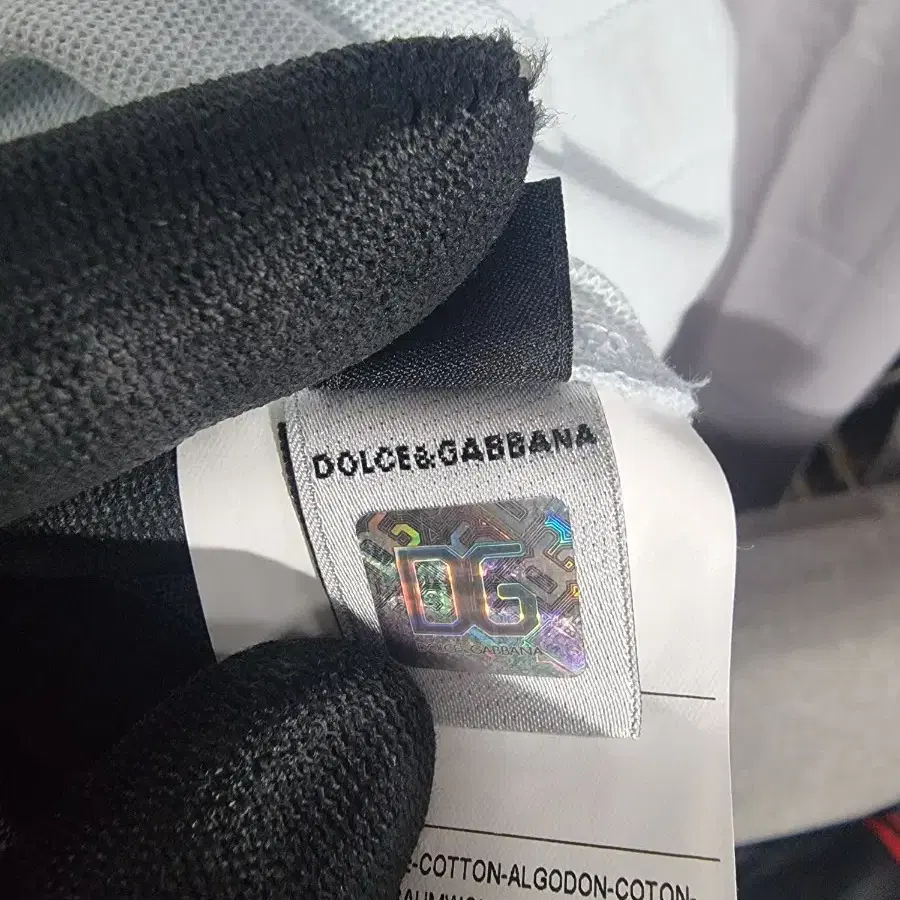 DOLCE&GABBANA
DG
DOLCE & GABBANA
-COTTON-ALGODON-COTON-